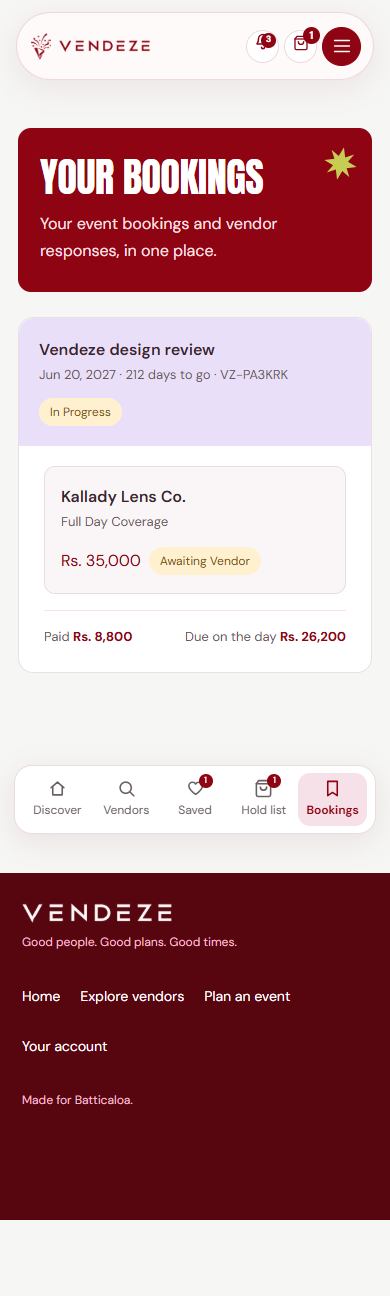 VENDEZE
3
1
YOUR BOOKINGS
Your event bookings and vendor
responses, in one place.
Vendeze design review
Jun 20, 2027 · 212 days to go · VZ-PA3KRK
In Progress
Kallady Lens Co.
Full Day Coverage
Rs. 35,000 Awaiting Vendor
Paid Rs. 8,800 Due on the day Rs. 26,200
1 1
Discover Vendors Saved Hold list Bookings
VENDEZE
Good people. Good plans. Good times.
Home Explore vendors Plan an event
Your account
Made for Batticaloa.